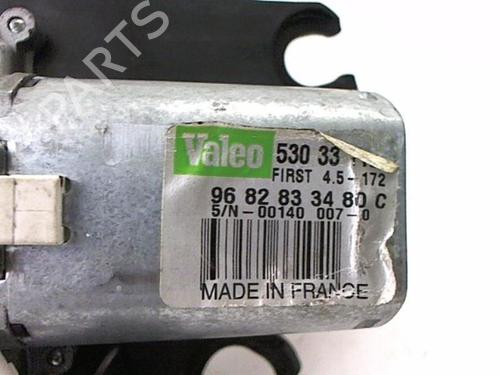 PARTS
Valeo 530 33
FIRST 4.5-172
96 82 83 34 80 C
S/N-00140 007-0
MADE IN FRANCE